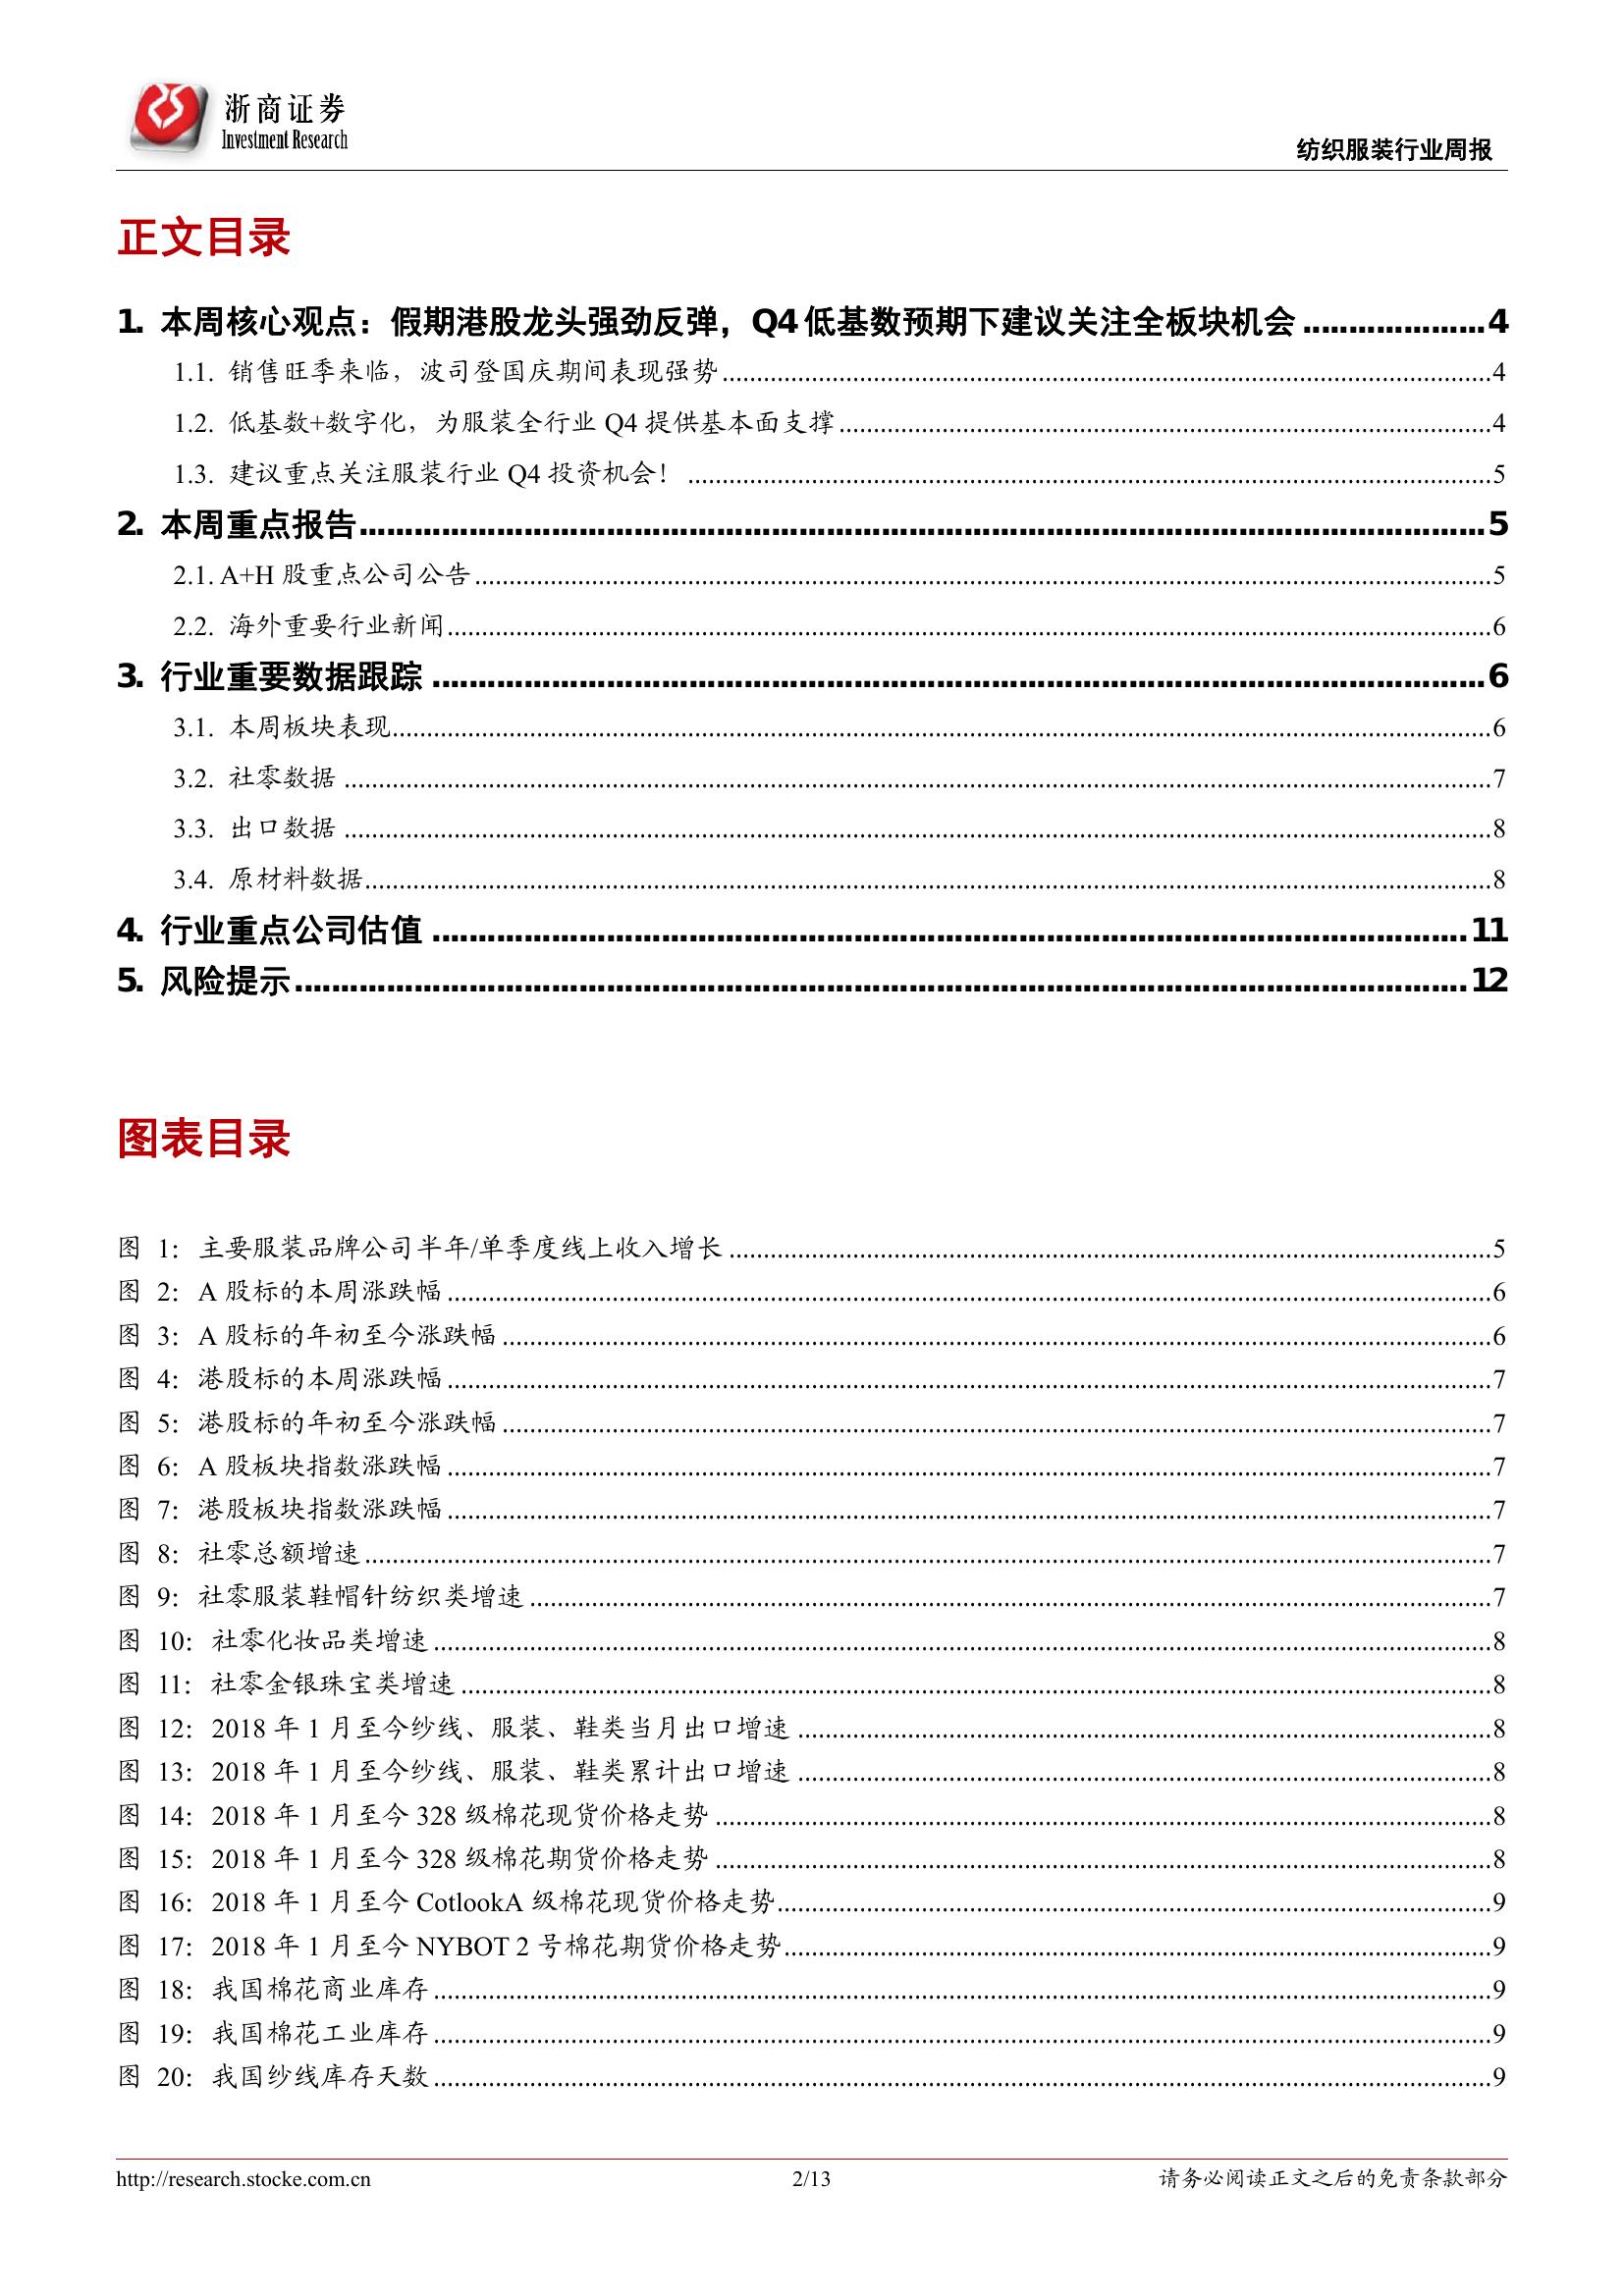 浙商证券
Investment Research
纺织服装行业周报
正文目录
1. 本周核心观点：假期港股龙头强劲反弹，Q4低基数预期下建议关注全板块机会....................4
1.1. 销售旺季来临，波司登国庆期间表现强势....................4
1.2. 低基数+数字化，为服装全行业 Q4 提供基本面支撑....................4
1.3. 建议重点关注服装行业 Q4 投资机会！....................5
2. 本周重点报告....................5
2.1. A+H 股重点公司公告....................5
2.2. 海外重要行业新闻....................6
3. 行业重要数据跟踪....................6
3.1. 本周板块表现....................6
3.2. 社零数据....................7
3.3. 出口数据....................8
3.4. 原材料数据....................8
4. 行业重点公司估值....................11
5. 风险提示....................12
图表目录
图 1：主要服装品牌公司半年/单季度线上收入增长....................5
图 2：A 股标的本周涨跌幅....................6
图 3：A 股标的年初至今涨跌幅....................6
图 4：港股标的本周涨跌幅....................7
图 5：港股标的年初至今涨跌幅....................7
图 6：A 股板块指数涨跌幅....................7
图 7：港股板块指数涨跌幅....................7
图 8：社零总额增速....................7
图 9：社零服装鞋帽针纺织类增速....................7
图 10：社零化妆品类增速....................8
图 11：社零金银珠宝类增速....................8
图 12：2018 年 1 月至今纱线、服装、鞋类当月出口增速....................8
图 13：2018 年 1 月至今纱线、服装、鞋类累计出口增速....................8
图 14：2018 年 1 月至今 328 级棉花现货价格走势....................8
图 15：2018 年 1 月至今 328 级棉花期货价格走势....................8
图 16：2018 年 1 月至今 CotlookA 级棉花现货价格走势....................9
图 17：2018 年 1 月至今 NYBOT 2 号棉花期货价格走势....................9
图 18：我国棉花商业库存....................9
图 19：我国棉花工业库存....................9
图 20：我国纱线库存天数....................9
http://research.stocke.com.cn
2/13
请务必阅读正文之后的免责条款部分